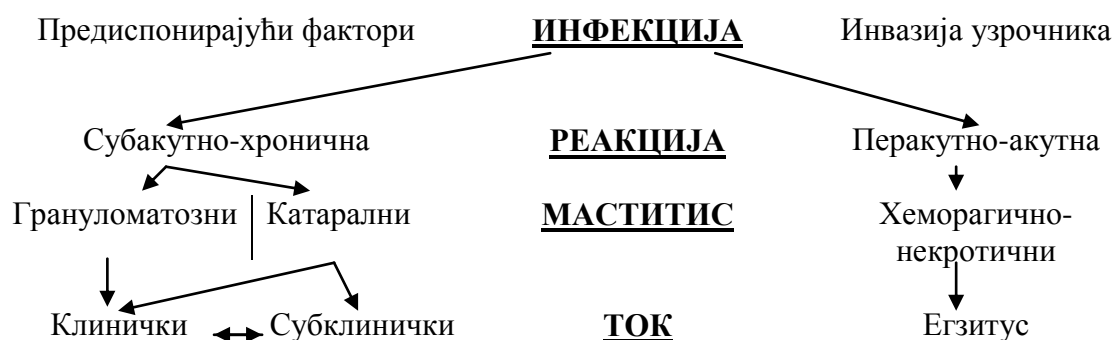 Предиспонирајући фактори ИНФЕКЦИЈА Инвазија узрочника
Субакутно-хронична РЕАКЦИЈА Перакутно-акутна
Грануломатозни Катарални МАСТИТИС Хеморагично-
некротични
Клинички Субклинички ТОК Егзитус